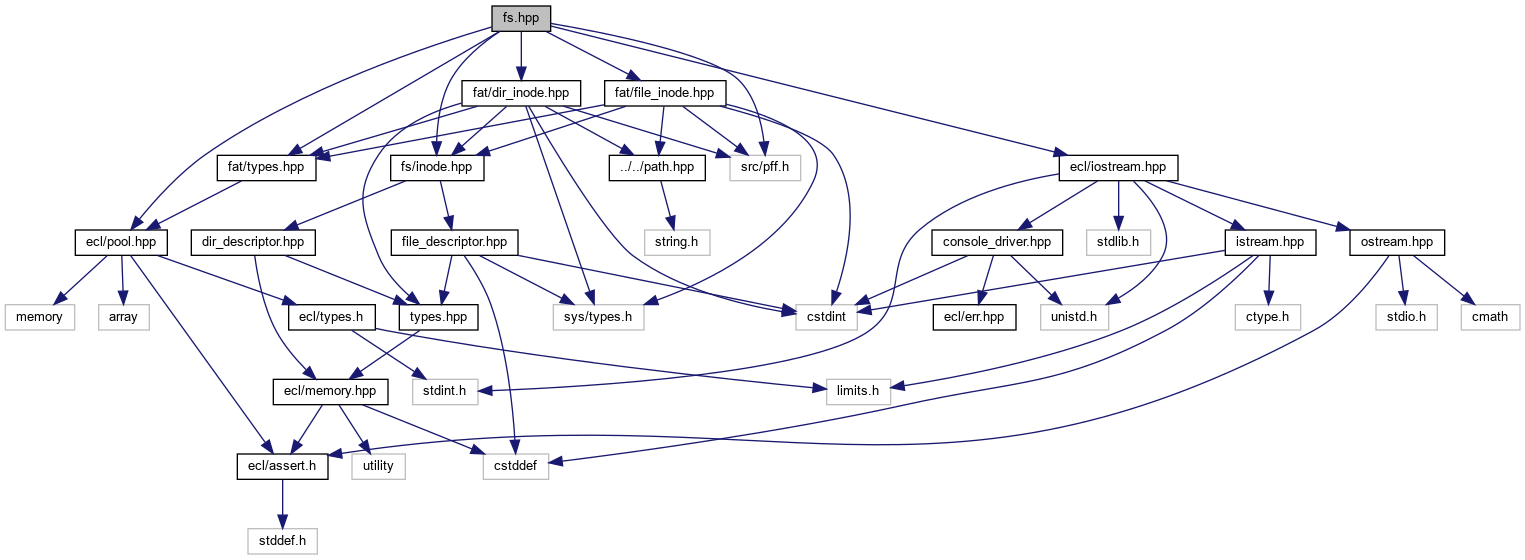 fs.hpp
fat/dir_inode.hpp
fat/file_inode.hpp
fat/types.hpp
fs/inode.hpp
../../path.hpp
src/pff.h
ecl/iostream.hpp
ecl/pool.hpp
dir_descriptor.hpp
file_descriptor.hpp
string.h
console_driver.hpp
stdlib.h
istream.hpp
ostream.hpp
memory
array
ecl/types.h
types.hpp
sys/types.h
cstdint
ecl/err.hpp
unistd.h
ctype.h
stdio.h
cmath
ecl/memory.hpp
stdint.h
limits.h
ecl/assert.h
utility
cstddef
stddef.h